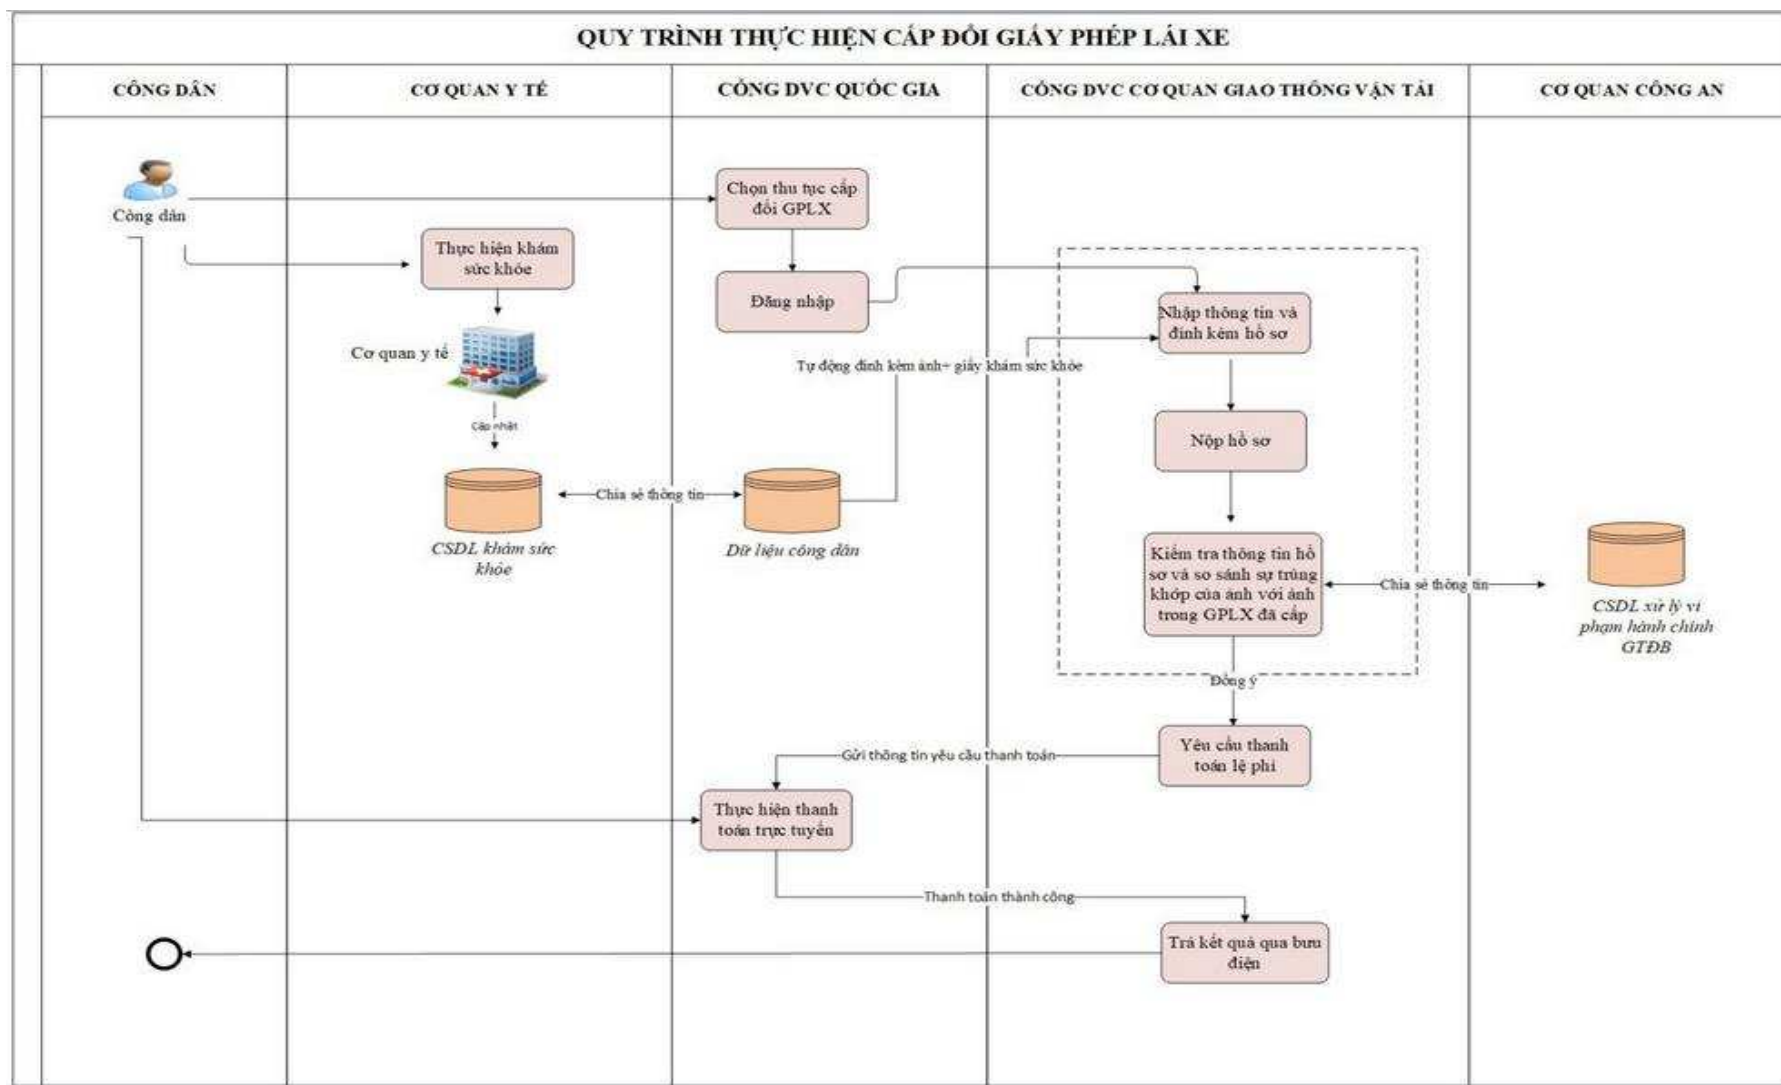 QUY TRÌNH THỰC HIỆN CẤP ĐỔI GIẤY PHÉP LÁI XE
CÔNG DÂN
CƠ QUAN Y TẾ
CỔNG DVC QUỐC GIA
CỔNG DVC CƠ QUAN GIAO THÔNG VẬN TẢI
CƠ QUAN CÔNG AN
Công dân
Chọn thu tục cấp
đổi GPLX
Thực hiện khám
sức khỏe
Đăng nhập
Nhập thông tin và
đính kèm hồ sơ
Cơ quan y tế
Tự động đính kèm ảnh+ giấy khám sức khỏe
Cập nhật
Nộp hồ sơ
Chia sẻ thông tin
CSDL khám sức
khỏe
Dữ liệu công dân
Kiểm tra thông tin hồ
sơ và so sánh sự trùng
khớp của ảnh với ảnh
trong GPLX đã cấp
Chia sẻ thông tin
CSDL xử lý vi
phạm hành chính
GTĐB
Đồng ý
Yêu cầu thanh
toán lệ phí
Gửi thông tin yêu cầu thanh toán
Thực hiện thanh
toán trực tuyến
Thanh toán thành công
Trả kết quả qua bưu
điện